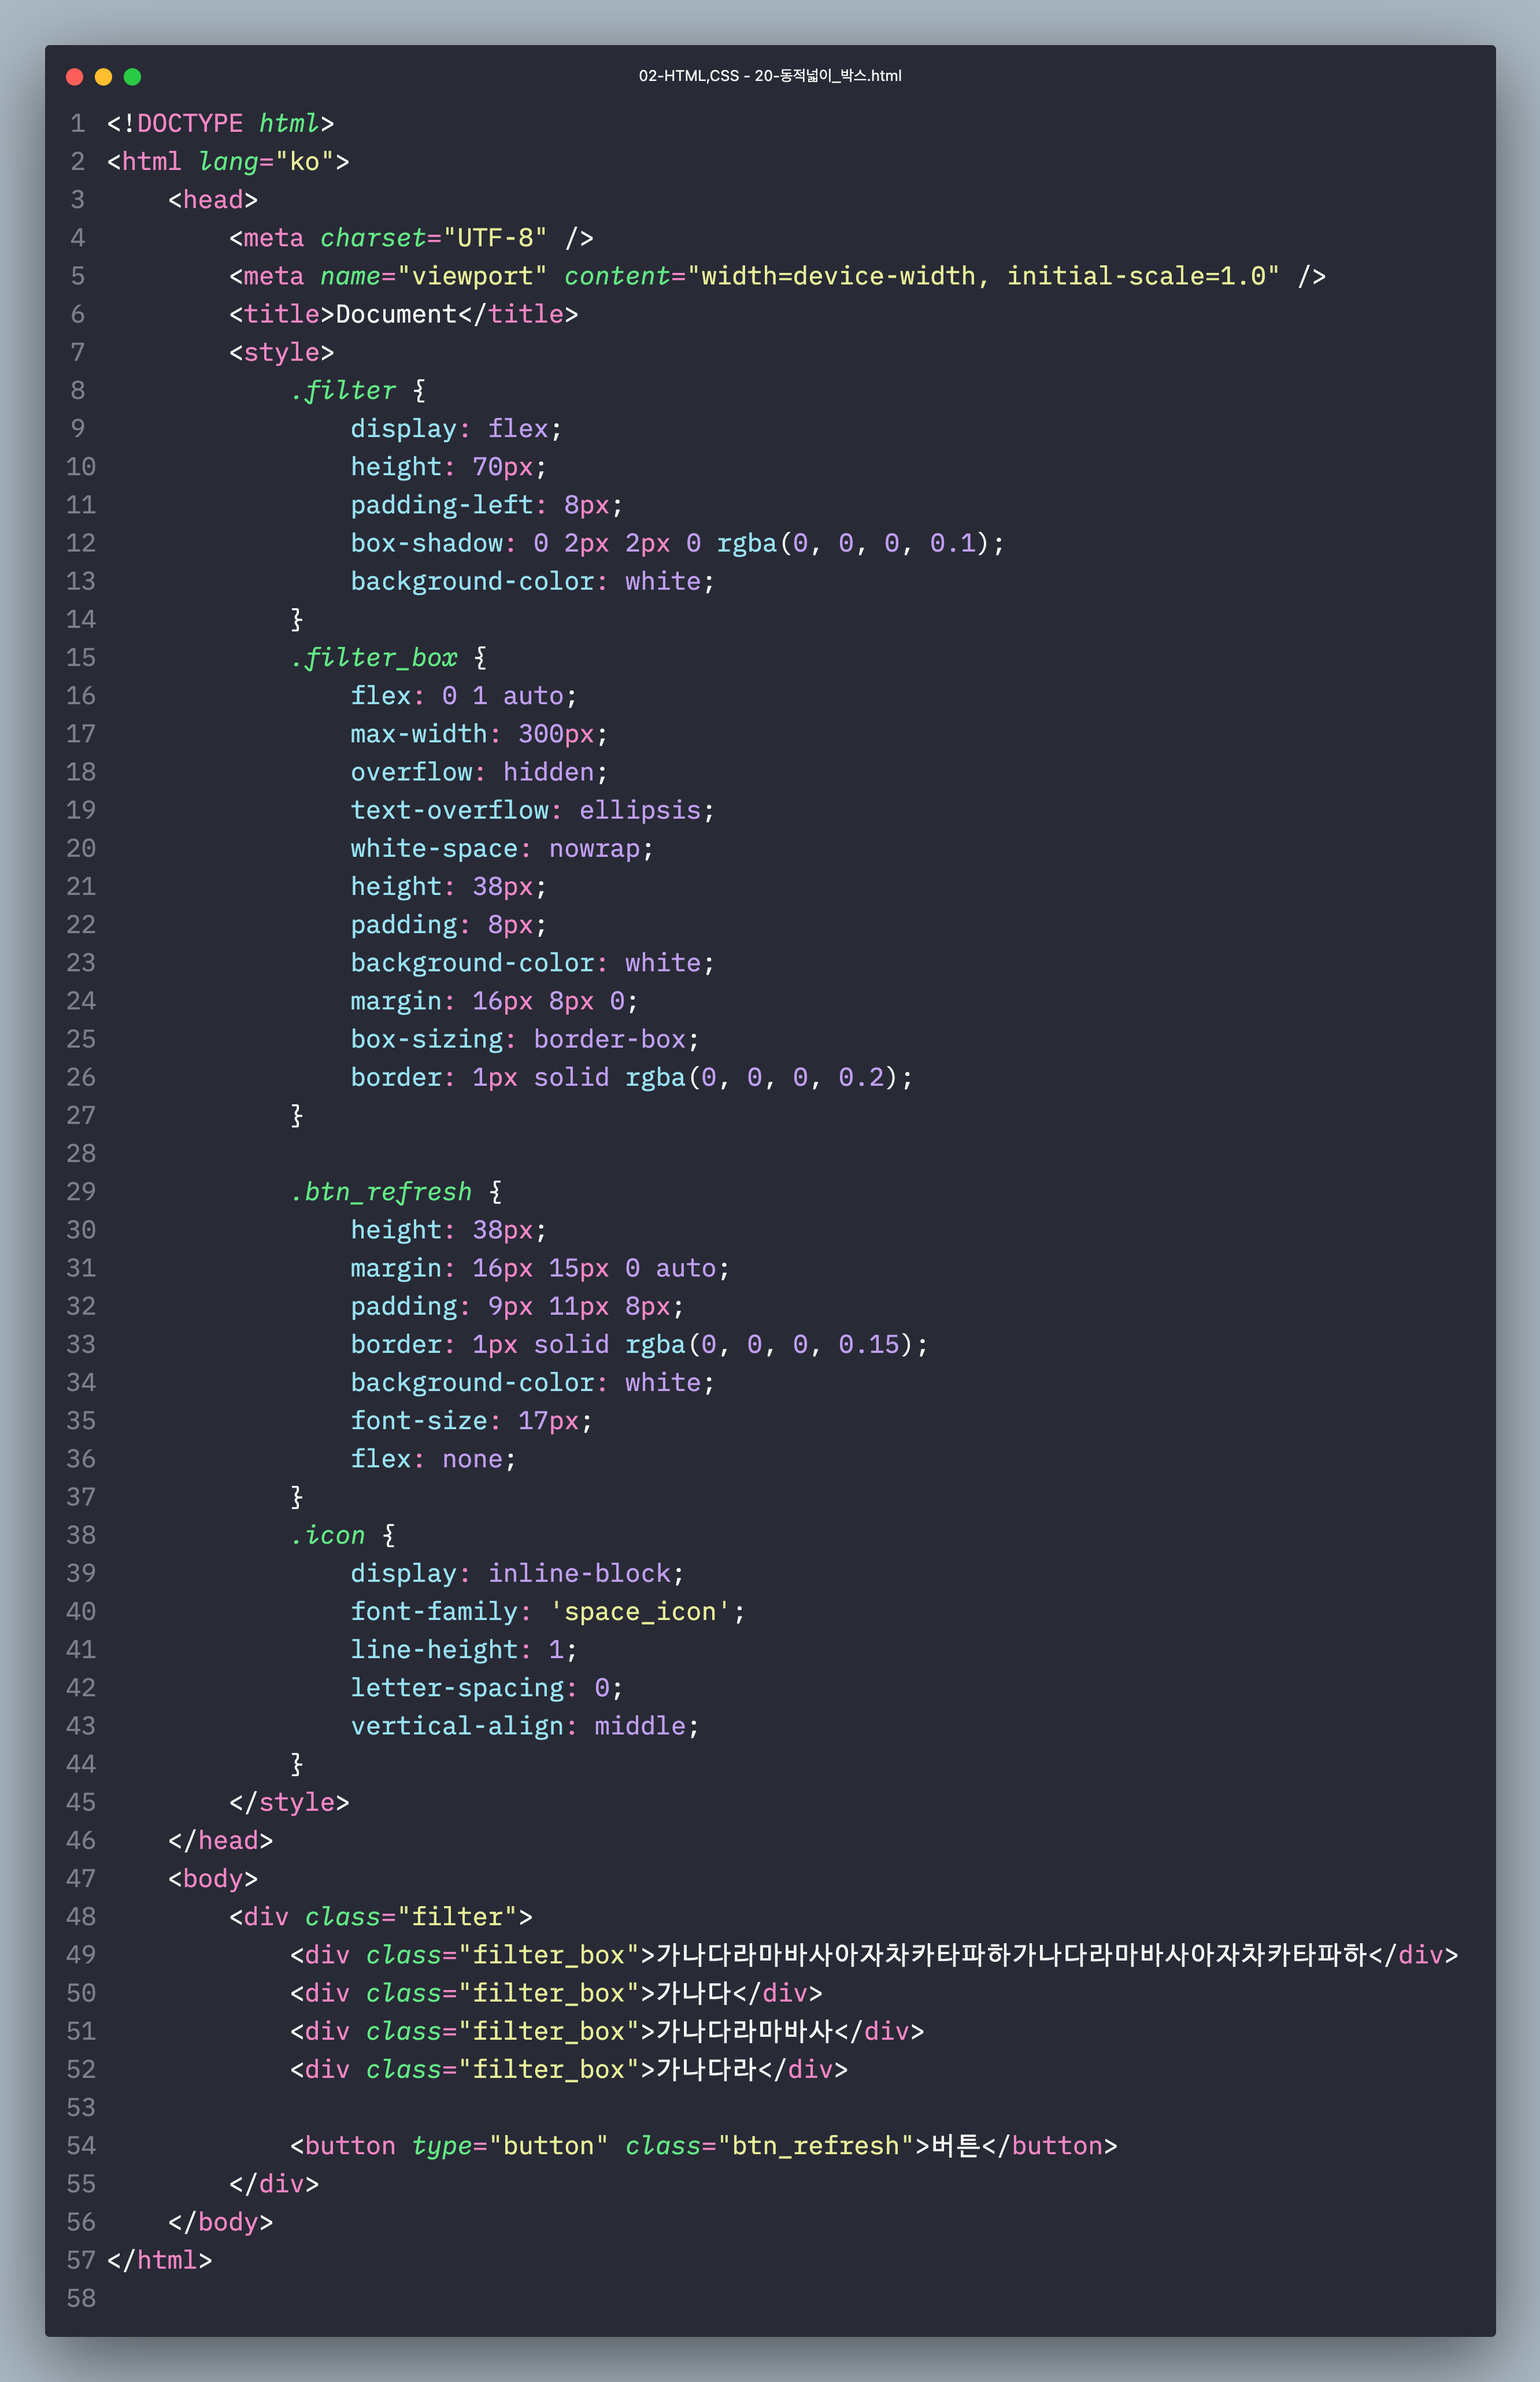 02-HTML,CSS - 20-동적넓이_박스.html
1 <!DOCTYPE html>
2 <html lang="ko">
3     <head>
4         <meta charset="UTF-8" />
5         <meta name="viewport" content="width=device-width, initial-scale=1.0" />
6         <title>Document</title>
7         <style>
8             .filter {
9                 display: flex;
10                 height: 70px;
11                 padding-left: 8px;
12                 box-shadow: 0 2px 2px 0 rgba(0, 0, 0, 0.1);
13                 background-color: white;
14             }
15             .filter_box {
16                 flex: 0 1 auto;
17                 max-width: 300px;
18                 overflow: hidden;
19                 text-overflow: ellipsis;
20                 white-space: nowrap;
21                 height: 38px;
22                 padding: 8px;
23                 background-color: white;
24                 margin: 16px 8px 0;
25                 box-sizing: border-box;
26                 border: 1px solid rgba(0, 0, 0, 0.2);
27             }
28
29             .btn_refresh {
30                 height: 38px;
31                 margin: 16px 15px 0 auto;
32                 padding: 9px 11px 8px;
33                 border: 1px solid rgba(0, 0, 0, 0.15);
34                 background-color: white;
35                 font-size: 17px;
36                 flex: none;
37             }
38             .icon {
39                 display: inline-block;
40                 font-family: 'space_icon';
41                 line-height: 1;
42                 letter-spacing: 0;
43                 vertical-align: middle;
44             }
45         </style>
46     </head>
47     <body>
48         <div class="filter">
49             <div class="filter_box">가나다라마바사아자차카타파하가나다라마바사아자차카타파하</div>
50             <div class="filter_box">가나다</div>
51             <div class="filter_box">가나다라마바사</div>
52             <div class="filter_box">가나다라</div>
53
54             <button type="button" class="btn_refresh">버튼</button>
55         </div>
56     </body>
57 </html>
58